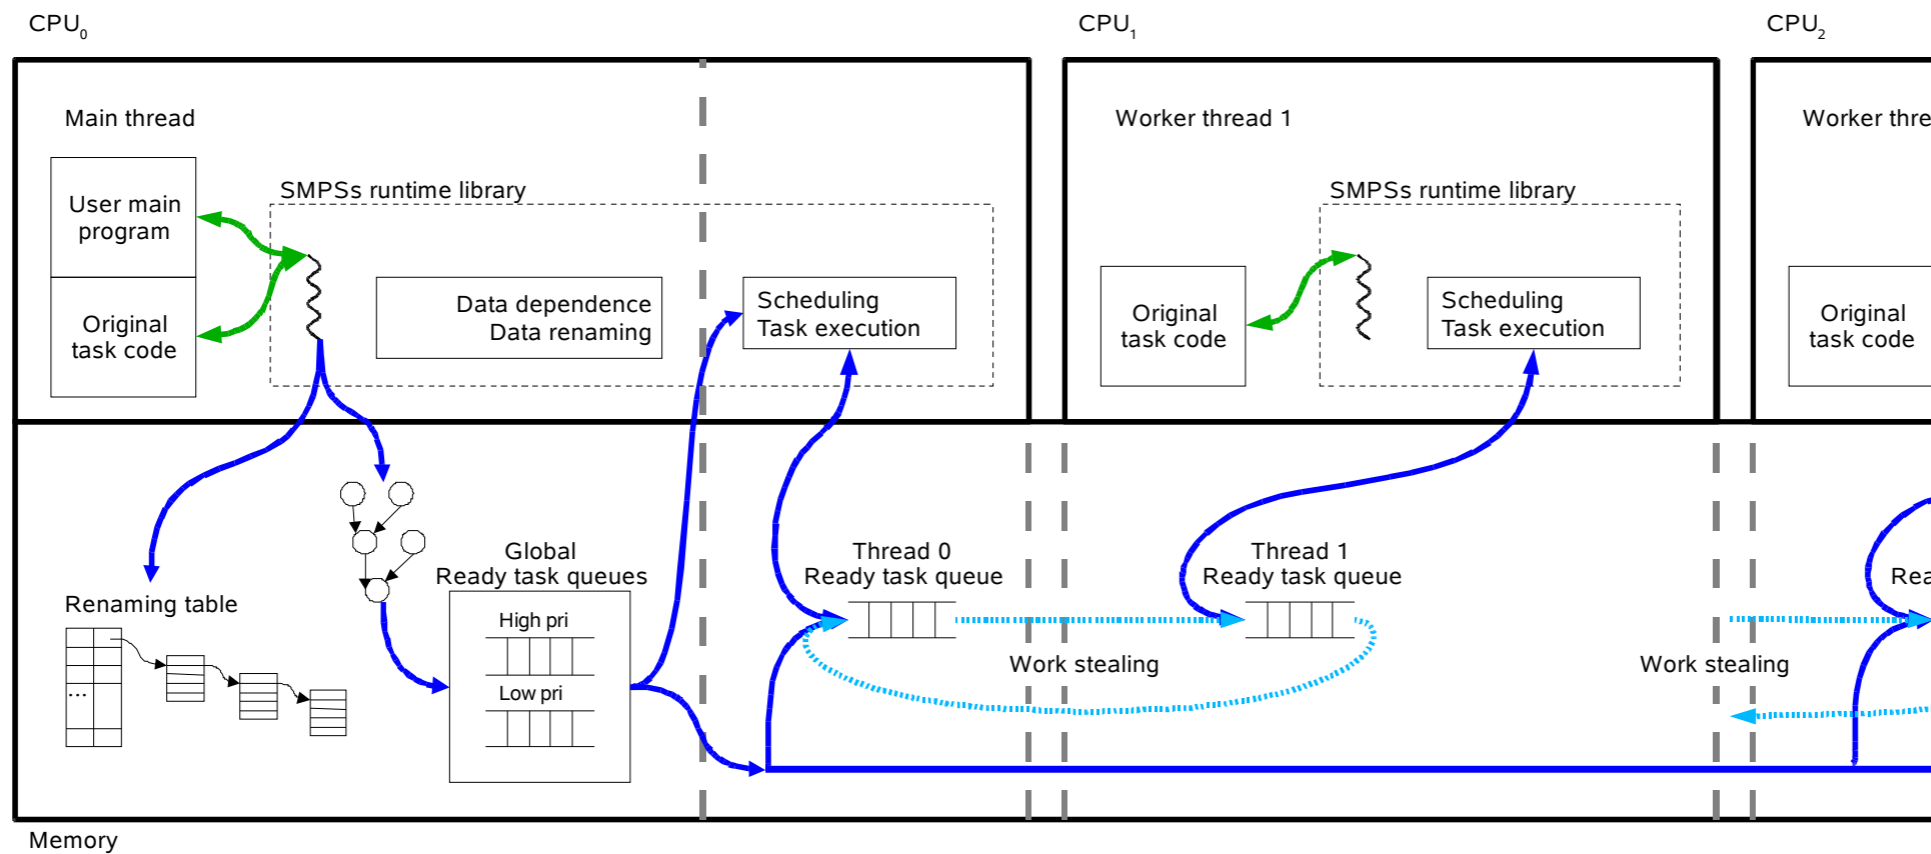 CPU0
CPU1
CPU2
Main thread
Worker thread 1
Worker thre
SMPSs runtime library
SMPSs runtime library
User main
program
Original
task code
Data dependence
Data renaming
Scheduling
Task execution
Original
task code
Scheduling
Task execution
Original
task code
Global
Ready task queues
High pri
Low pri
Thread 0
Ready task queue
Thread 1
Ready task queue
Rea
Renaming table
...
Work stealing
Work stealing
Memory